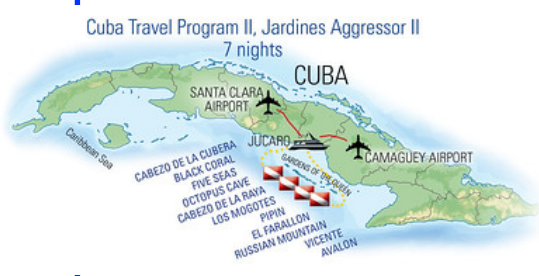 Cuba Travel Program II, Jardines Aggressor II
7 nights
CUBA
SANTA CLARA
AIRPORT
JÚCARO
CAMAGUEY AIRPORT
Caribbean Sea
GARDENS OF THE QUEEN
CABEZO DE LA CUBERA
BLACK CORAL
FIVE SEAS
OCTOPUS CAVE
CABEZO DE LA RAYA
LOS MOGOTES
PIPIN
EL FARALLON
RUSSIAN MOUNTAIN
VICENTE
AVALON